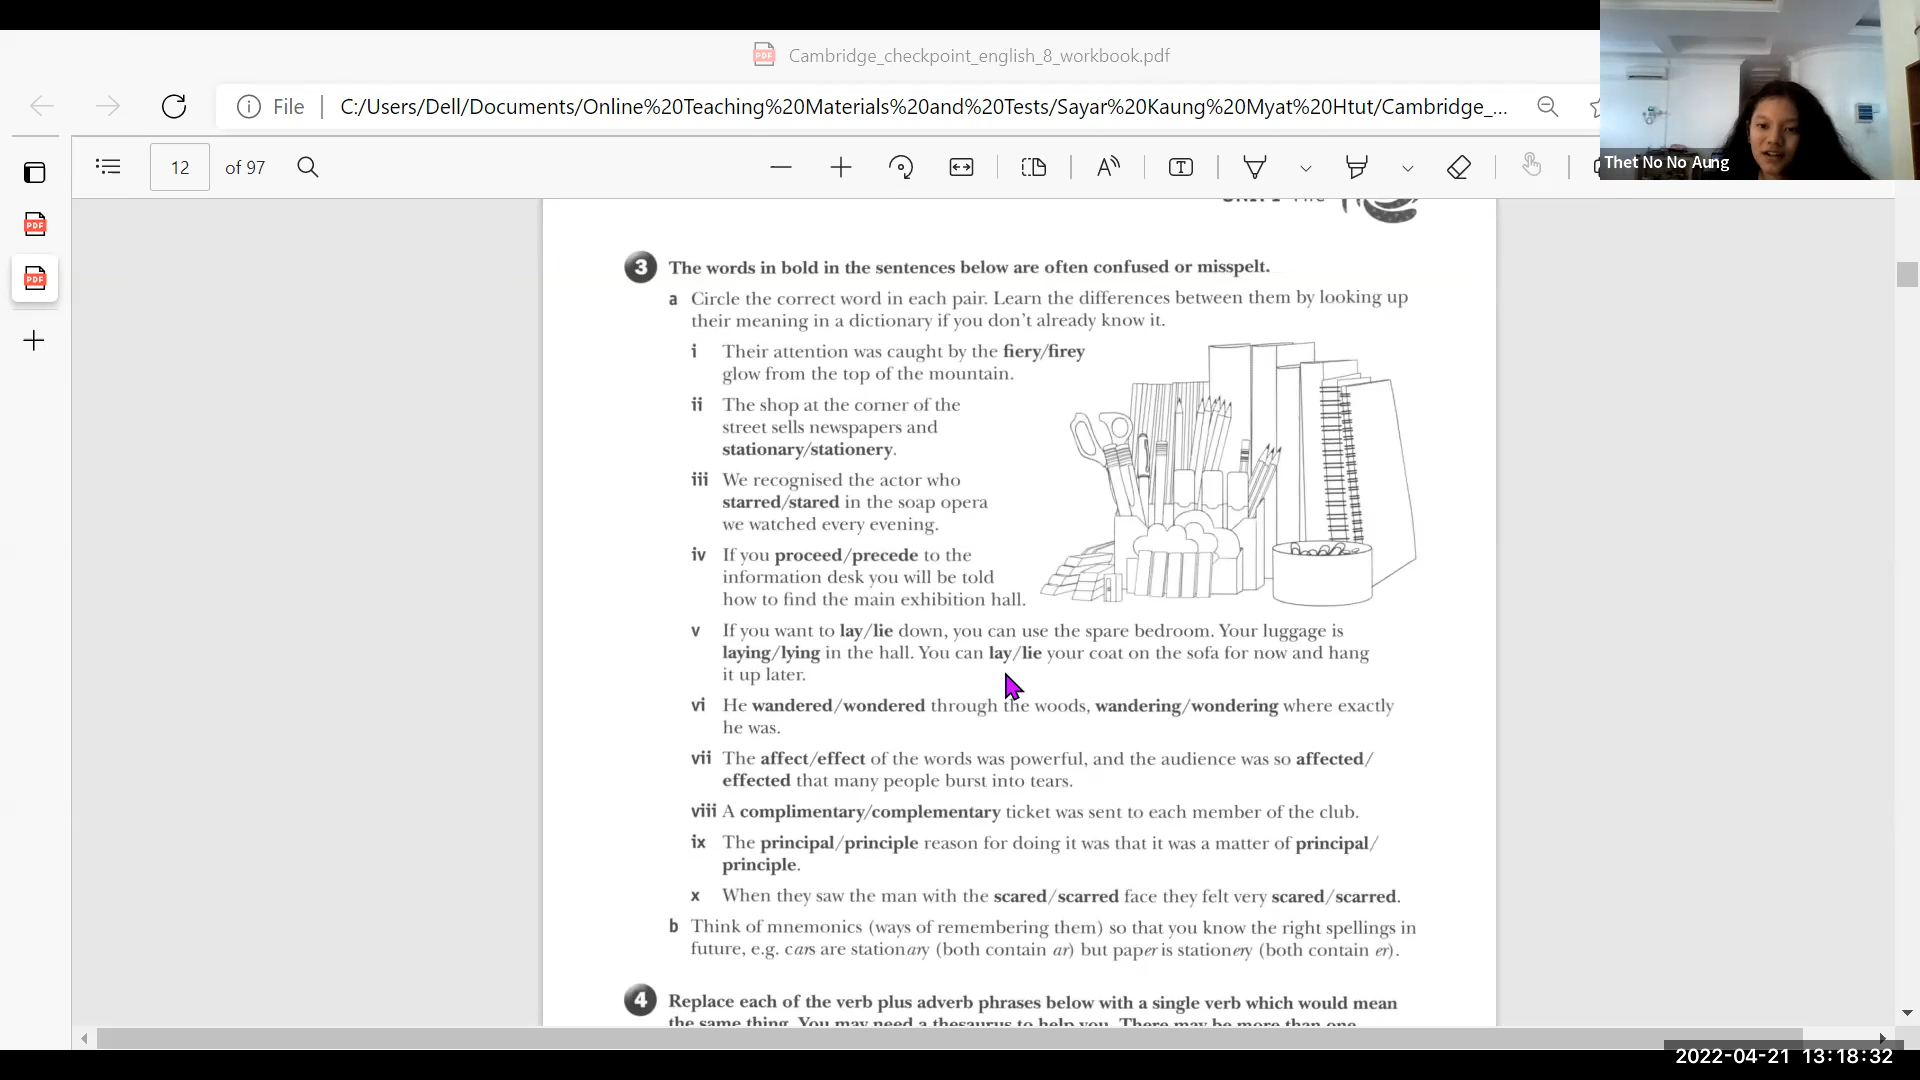 Cambridge_checkpoint_english_8_workbook.pdf
File
C:/Users/Dell/Documents/Online%20Teaching%20Materials%20and%20Tests/Sayar%20Kaung%20Myat%20Htut/Cambridge_...
12 of 97
Thet No No Aung
3 The words in bold in the sentences below are often confused or misspelt.
a Circle the correct word in each pair. Learn the differences between them by looking up
their meaning in a dictionary if you don't already know it.
i Their attention was caught by the fiery/firey
glow from the top of the mountain.
ii The shop at the corner of the
street sells newspapers and
stationary/stationery.
iii We recognised the actor who
starred/stared in the soap opera
we watched every evening.
iv If you proceed/precede to the
information desk you will be told
how to find the main exhibition hall.
v If you want to lay/lie down, you can use the spare bedroom. Your luggage is
laying/lying in the hall. You can lay/lie your coat on the sofa for now and hang
it up later.
vi He wandered/wondered through the woods, wandering/wondering where exactly
he was.
vii The affect/effect of the words was powerful, and the audience was so affected/
effected that many people burst into tears.
viii A complimentary/complementary ticket was sent to each member of the club.
ix The principal/principle reason for doing it was that it was a matter of principal/
principle.
x When they saw the man with the scared/scarred face they felt very scared/scarred.
b Think of mnemonics (ways of remembering them) so that you know the right spellings in
future, e.g. cars are stationary (both contain ar) but paper is stationery (both contain er).
4 Replace each of the verb plus adverb phrases below with a single verb which would mean
the same thing. You may need a thesaurus to help you. There may be more than one
2022-04-21 13:18:32